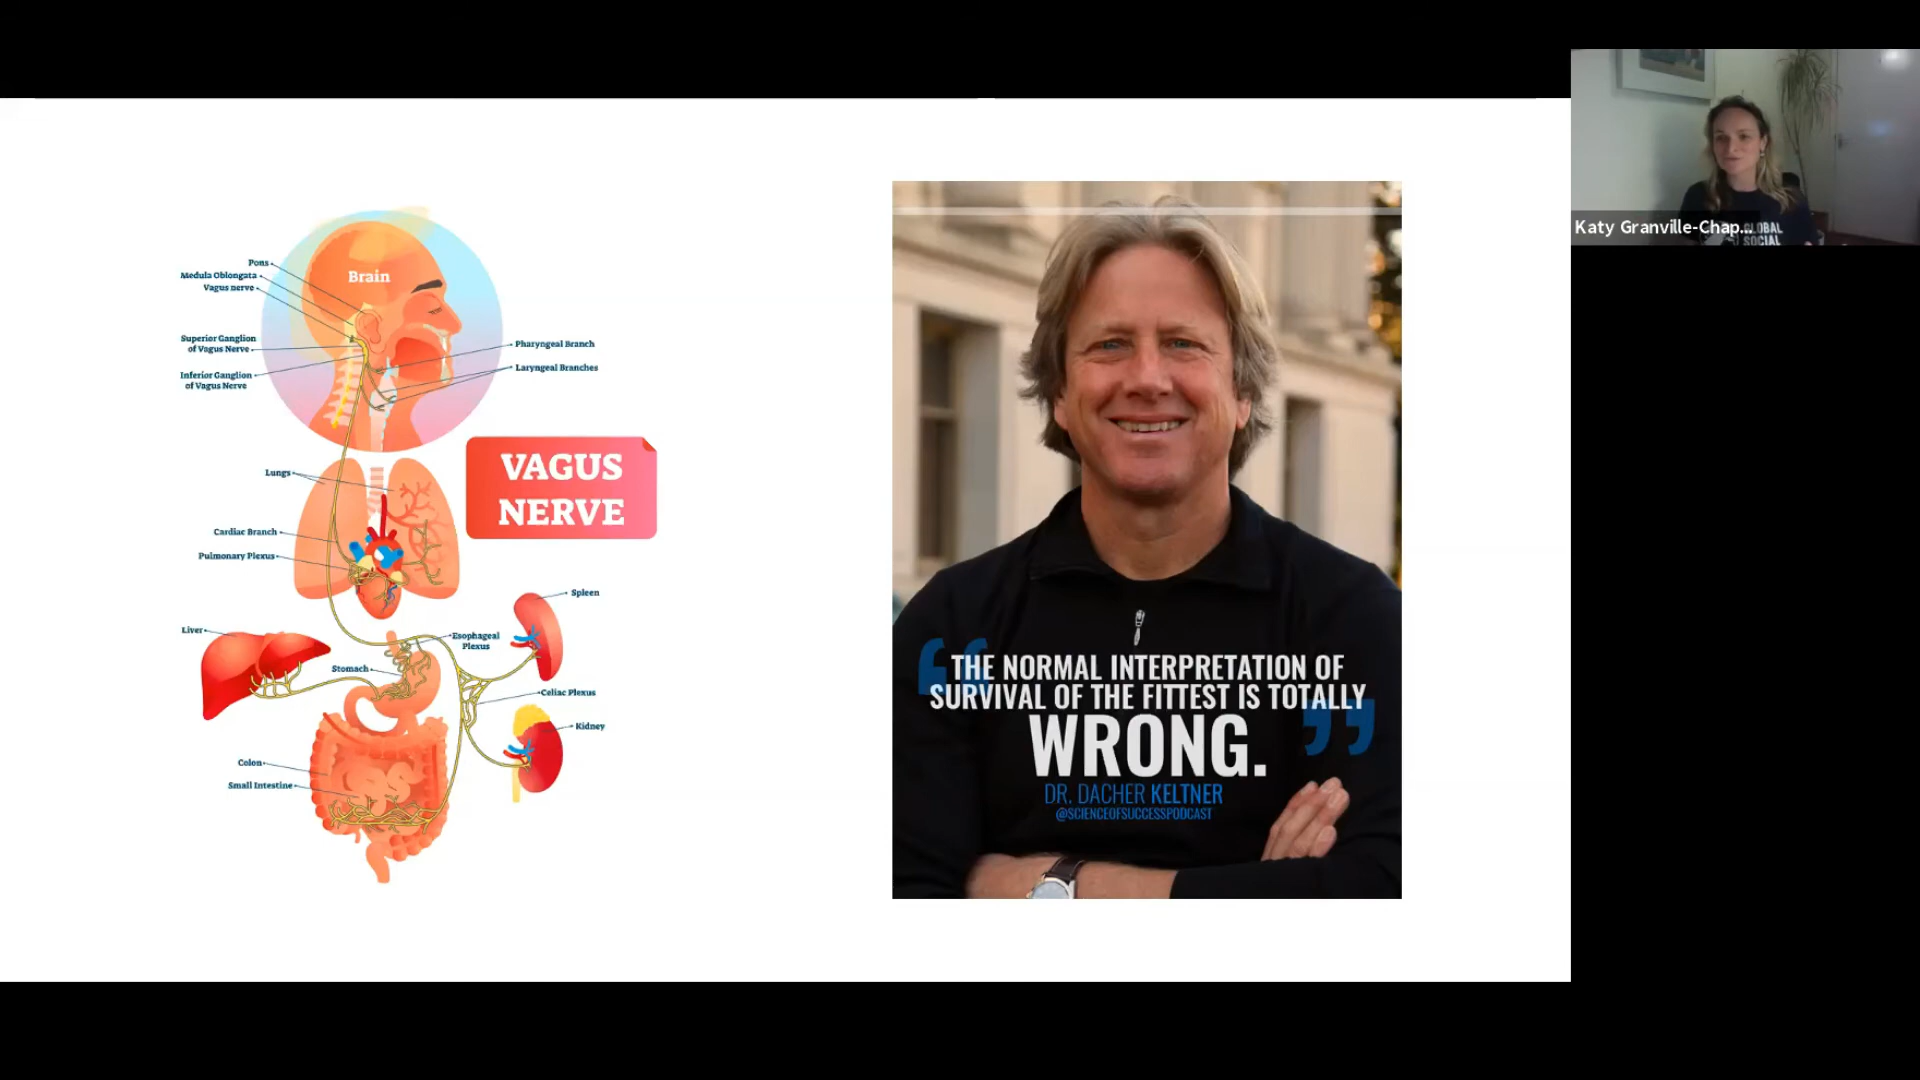 Brain
Pons
Medula Oblongata
Vagus nerve
Superior Ganglion
of Vagus Nerve
Inferior Ganglion
of Vagus Nerve
Pharyngeal Branch
Laryngeal Branches
VAGUS
NERVE
Lungs
Cardiac Branch
Pulmonary Plexus
Spleen
Liver
Esophageal
Plexus
Stomach
Celiac Plexus
Kidney
Colon
Small Intestine
“THE NORMAL INTERPRETATION OF
SURVIVAL OF THE FITTEST IS TOTALLY
WRONG.”
DR. DACHER KELTNER
@SCIENCEOFSUCCESSPODCAST
Katy Granville-Chap...
GLOBAL
SOCIAL